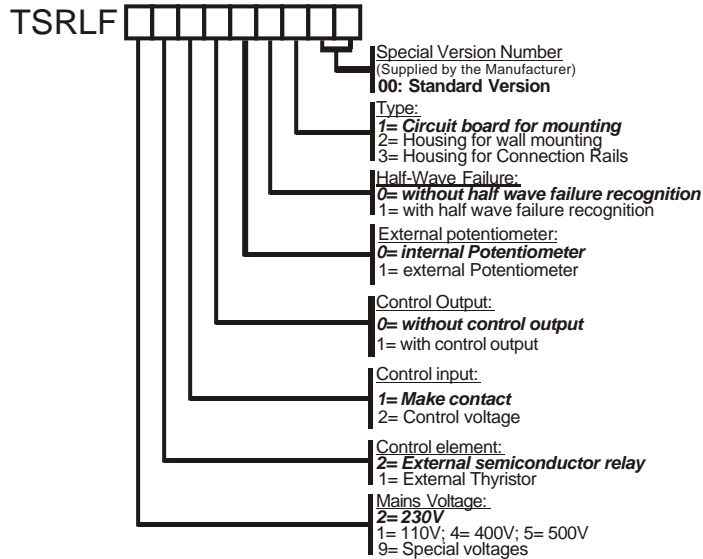 TSRLF
Special Version Number
(Supplied by the Manufacturer)
00: Standard Version
Type:
1= Circuit board for mounting
2= Housing for wall mounting
3= Housing for Connection Rails
Half-Wave Failure:
0= without half wave failure recognition
1= with half wave failure recognition
External potentiometer:
0= internal Potentiometer
1= external Potentiometer
Control Output:
0= without control output
1= with control output
Control input:
1= Make contact
2= Control voltage
Control element:
2= External semiconductor relay
1= External Thyristor
Mains Voltage:
2= 230V
1= 110V; 4= 400V; 5= 500V
9= Special voltages